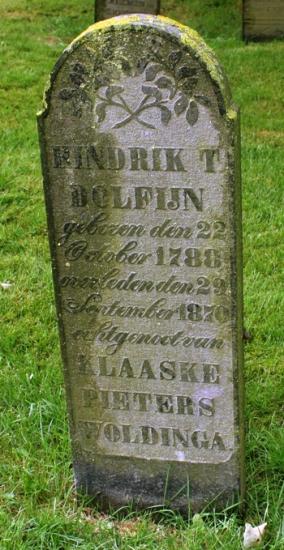 HINDRIK T.
DOLFIJN
geboren den 22
October 1788
overleden den 29
September 1870
echtgenoot van
KLAASKE
PIETERS
WOLDINGA